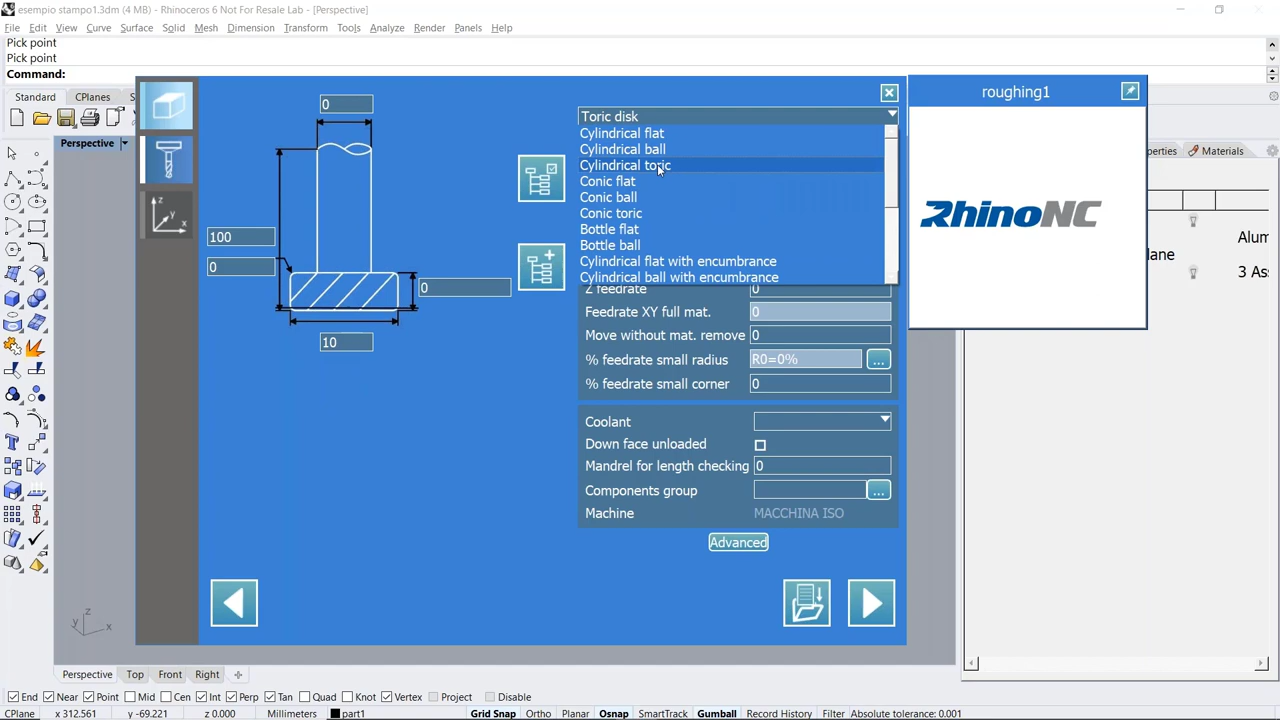 esempio stampo1.3dm (4 MB) - Rhinoceros 6 Not For Resale Lab - [Perspective]
File Edit View Curve Surface Solid Mesh Dimension Transform Tools Analyze Render Panels Help
Pick point
Pick point
Command:
Standard CPlanes
Perspective
0
100
0
0
10
Toric disk
Cylindrical flat
Cylindrical ball
Cylindrical toric
Conic flat
Conic ball
Conic toric
Bottle flat
Bottle ball
Cylindrical flat with encumbrance
Cylindrical ball with encumbrance
Z feedrate 0
Feedrate XY full mat. 0
Move without mat. remove 0
% feedrate small radius R0=0% ...
% feedrate small corner 0
Coolant
Down face unloaded
Mandrel for length checking 0
Components group ...
Machine MACCHINA ISO
Advanced
roughing1
RhinoNC
Materials
3 As
Perspective Top Front Right
End Near Point Mid Cen Int Perp Tan Quad Knot Vertex Project Disable
CPlane x 312.561 y -69.221 z 0.000 Millimeters part1 Grid Snap Ortho Planar Osnap SmartTrack Gumball Record History Filter Absolute tolerance: 0.001
z
y
x